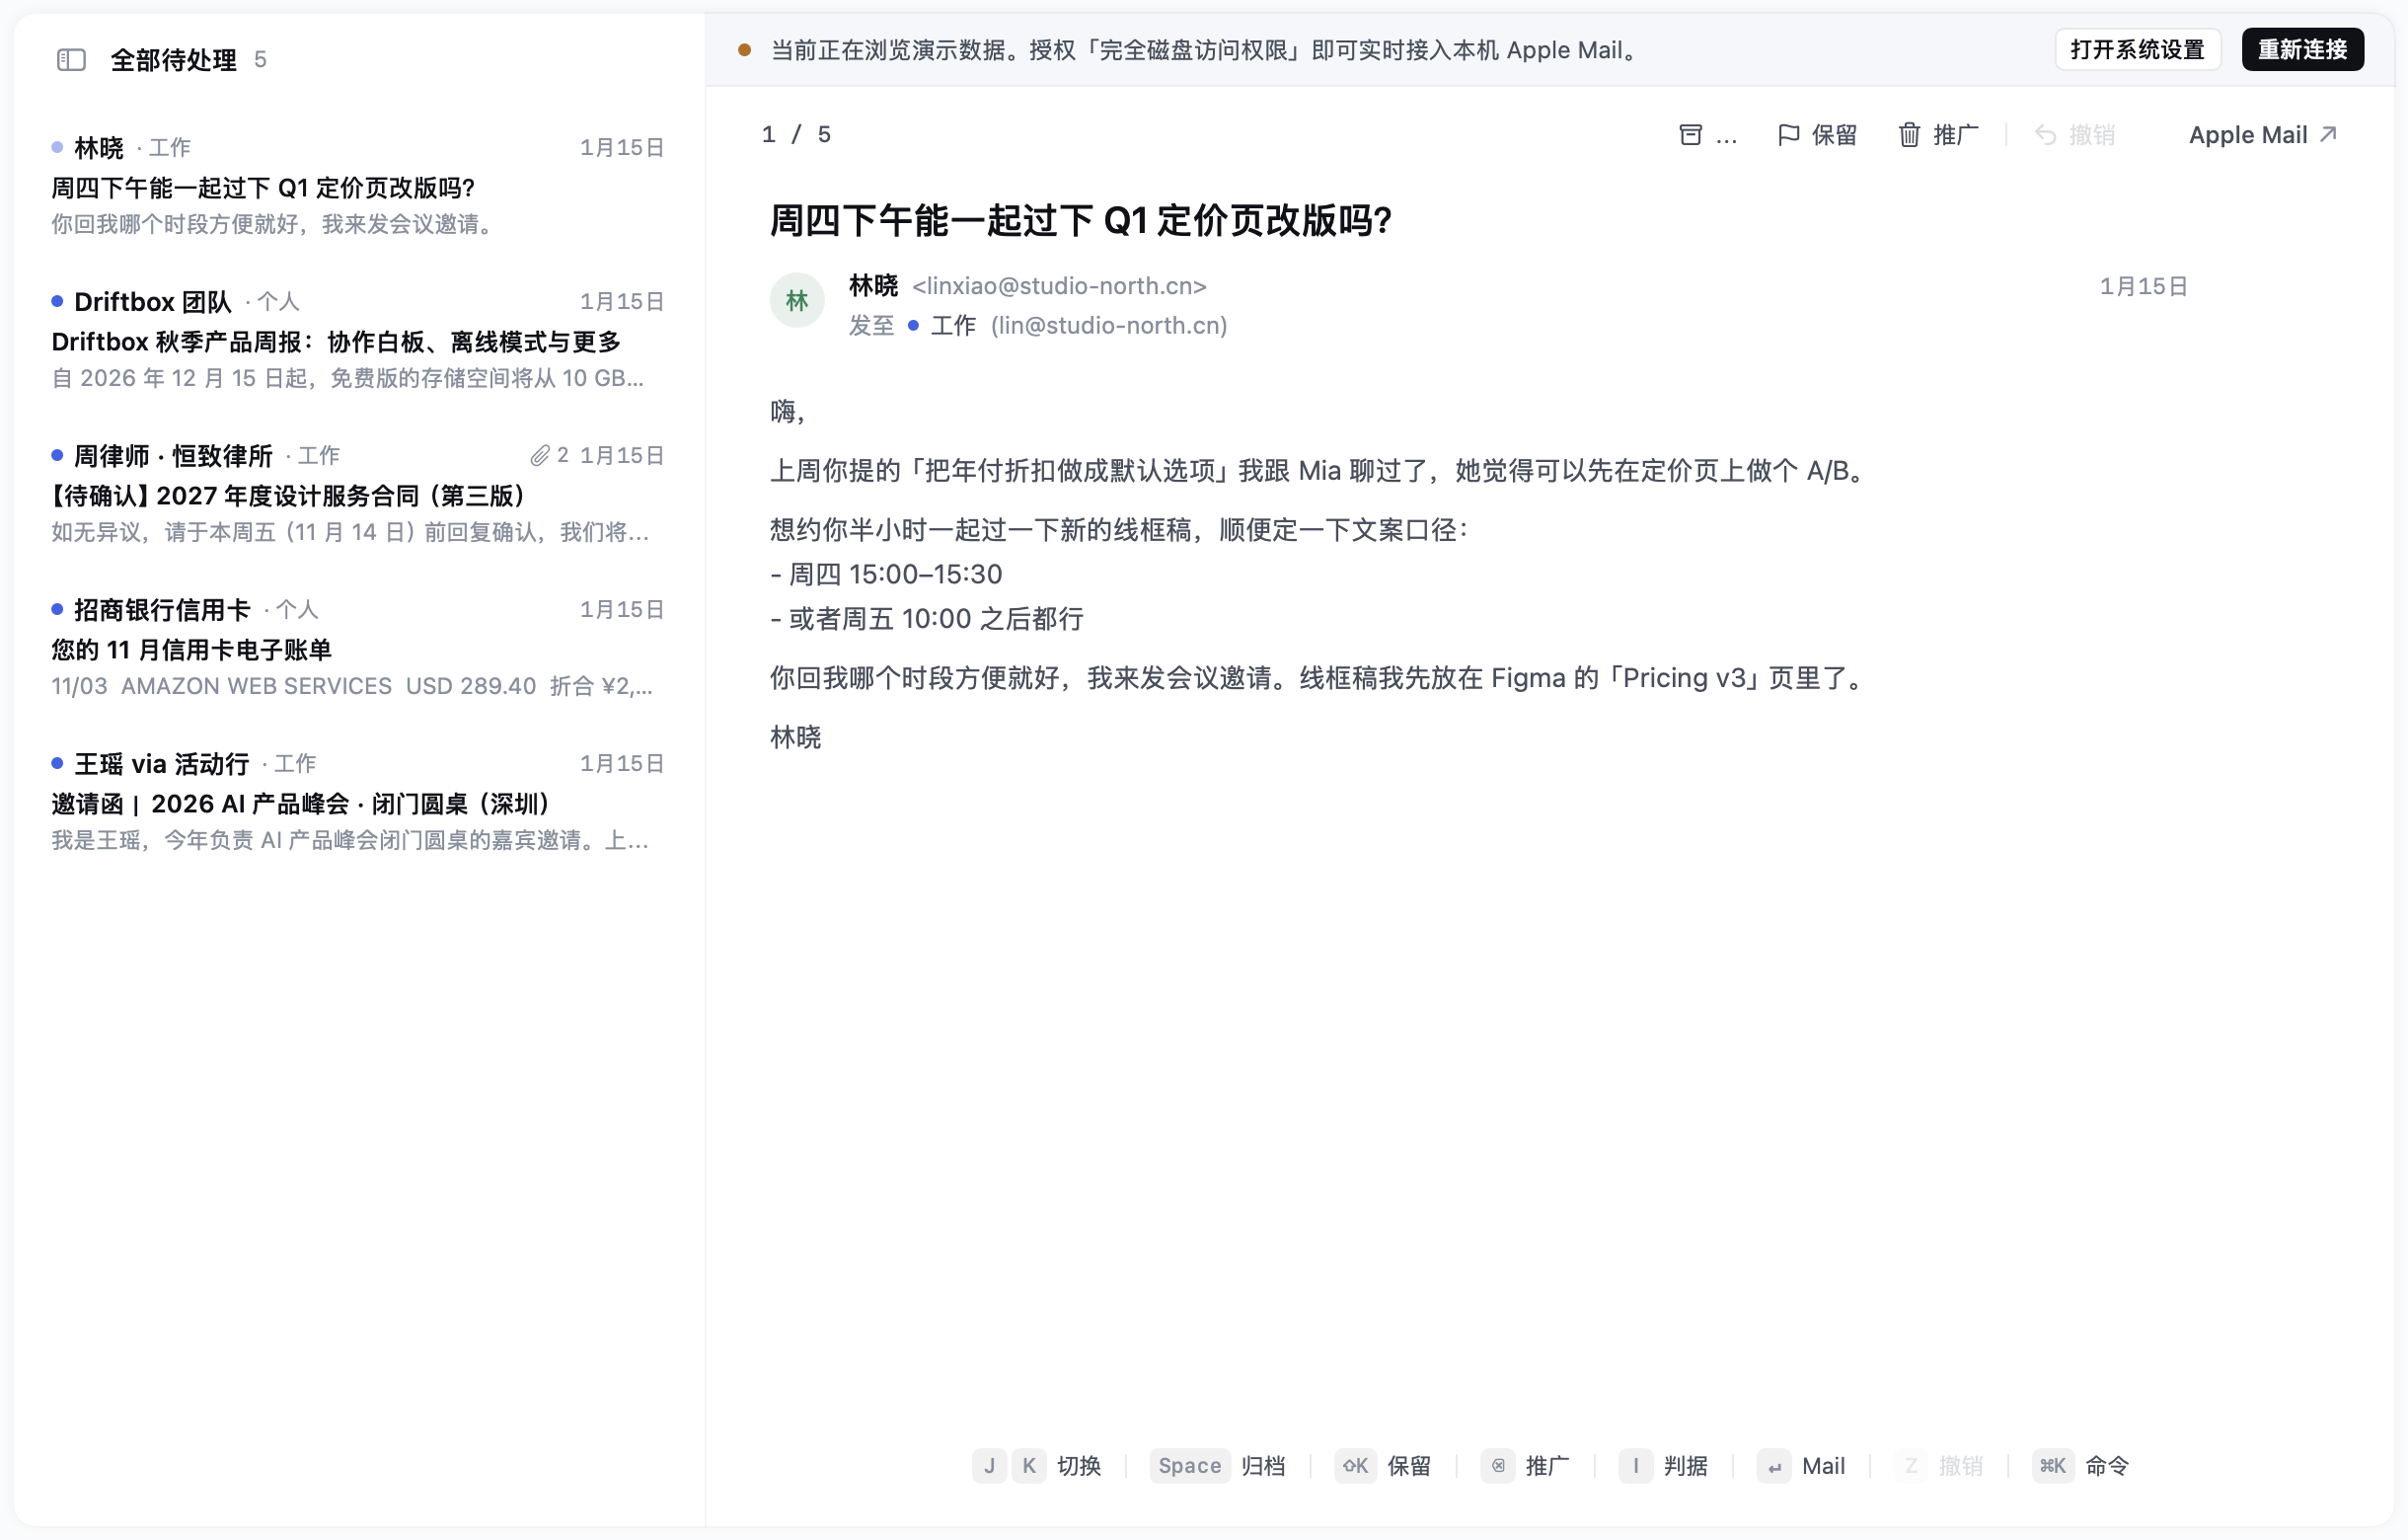 全部待处理 5
林晓 · 工作 1月15日
周四下午能一起过下 Q1 定价页改版吗?
你回我哪个时段方便就好，我来发会议邀请。
Driftbox 团队 · 个人 1月15日
Driftbox 秋季产品周报：协作白板、离线模式与更多
自 2026 年 12 月 15 日起，免费版的存储空间将从 10 GB...
周律师 · 恒致律所 · 工作 2 1月15日
【待确认】2027 年度设计服务合同（第三版）
如无异议，请于本周五（11 月 14 日）前回复确认，我们将...
招商银行信用卡 · 个人 1月15日
您的 11 月信用卡电子账单
11/03 AMAZON WEB SERVICES USD 289.40 折合 ¥2,...
王瑶 via 活动行 · 工作 1月15日
邀请函 | 2026 AI 产品峰会 · 闭门圆桌（深圳）
我是王瑶，今年负责 AI 产品峰会闭门圆桌的嘉宾邀请。上...
当前正在浏览演示数据。授权「完全磁盘访问权限」即可实时接入本机 Apple Mail。 打开系统设置 重新连接
1 / 5 ... 保留 推广 撤销 Apple Mail ↗
周四下午能一起过下 Q1 定价页改版吗?
林 林晓 <linxiao@studio-north.cn> 1月15日
发至 工作 (lin@studio-north.cn)
嗨，
上周你提的「把年付折扣做成默认选项」我跟 Mia 聊过了，她觉得可以先在定价页上做个 A/B。
想约你半小时一起过一下新的线框稿，顺便定一下文案口径：
- 周四 15:00–15:30
- 或者周五 10:00 之后都行
你回我哪个时段方便就好，我来发会议邀请。线框稿我先放在 Figma 的「Pricing v3」页里了。
林晓
J K 切换 Space 归档 ⇧K 保留 ⌫ 推广 I 判据 ↵ Mail Z 撤销 ⌘K 命令